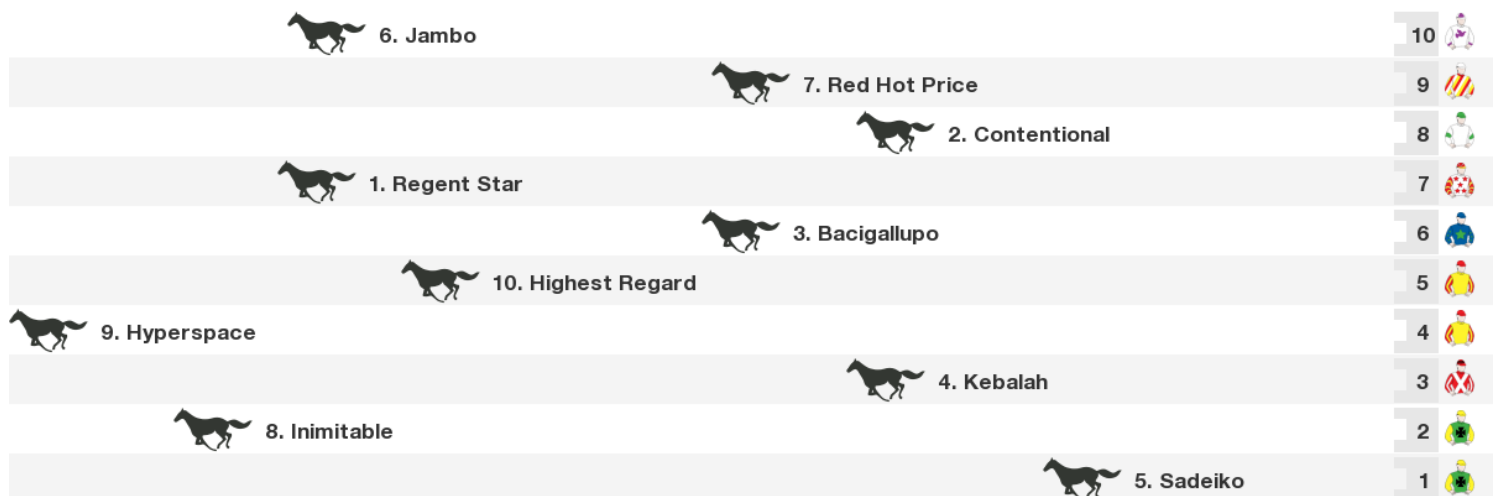 6. Jambo 10
7. Red Hot Price 9
2. Contentional 8
1. Regent Star 7
3. Bacigallupo 6
10. Highest Regard 5
9. Hyperspace 4
4. Kebalah 3
8. Inimitable 2
5. Sadeiko 1